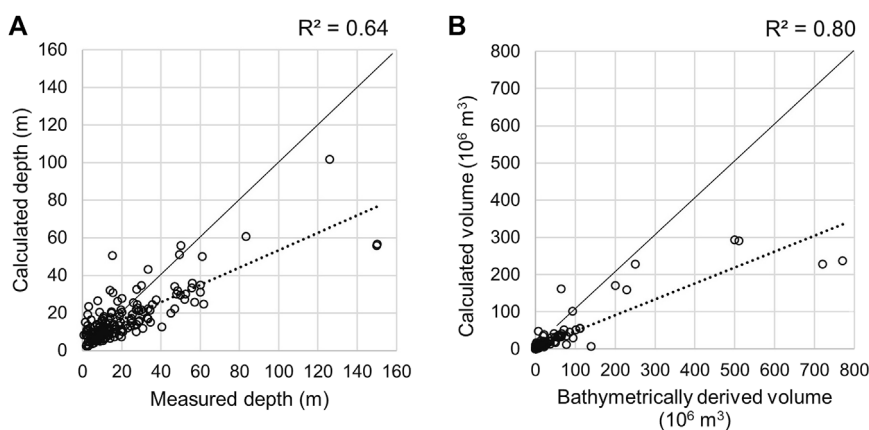 A
R² = 0.64
160
140
120
100
80
60
40
20
0
Calculated depth (m)
0 20 40 60 80 100 120 140 160
Measured depth (m)
B
R² = 0.80
800
700
600
500
400
300
200
100
0
Calculated volume (10⁶ m³)
0 100 200 300 400 500 600 700 800
Bathymetrically derived volume
(10⁶ m³)